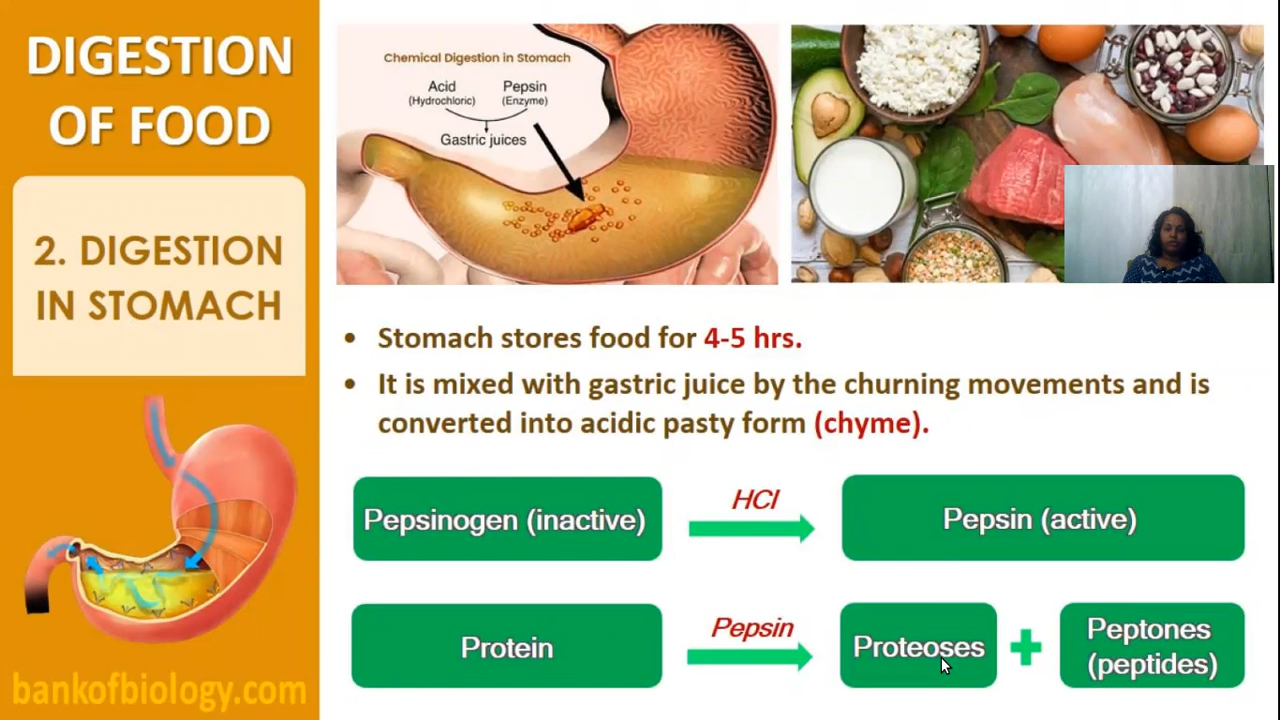 DIGESTION
OF FOOD
2. DIGESTION
IN STOMACH
bankofbiology.com
Chemical Digestion in Stomach
Acid
(Hydrochloric)
Pepsin
(Enzyme)
Gastric juices
• Stomach stores food for 4-5 hrs.
• It is mixed with gastric juice by the churning movements and is
converted into acidic pasty form (chyme).
Pepsinogen (inactive)
HCl
Pepsin (active)
Protein
Pepsin
Proteoses
+
Peptones
(peptides)